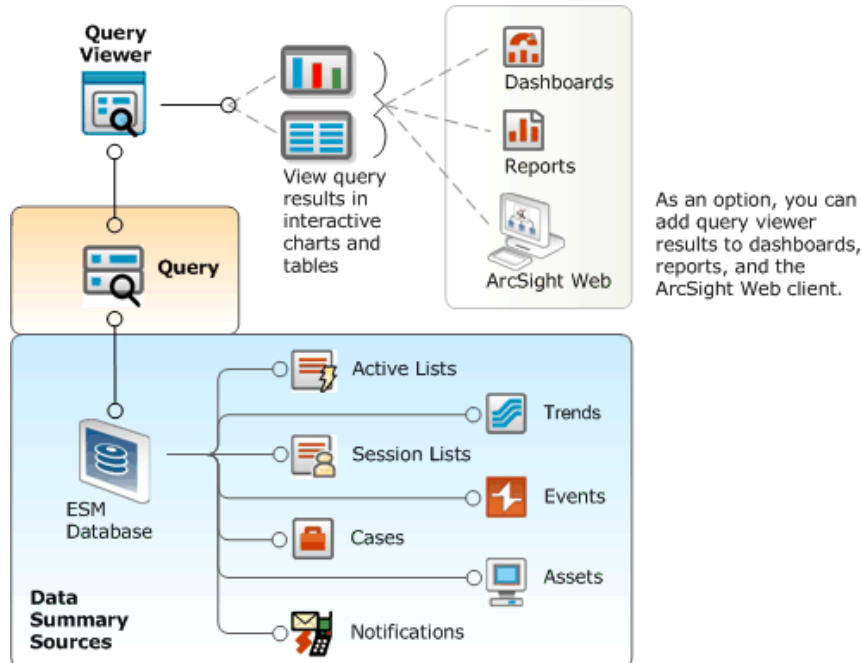 Query
Viewer
View query
results in
interactive
charts and
tables
Dashboards
Reports
ArcSight Web
As an option, you can
add query viewer
results to dashboards,
reports, and the
ArcSight Web client.
Query
ESM
Database
Active Lists
Trends
Session Lists
Events
Cases
Assets
Notifications
Data
Summary
Sources